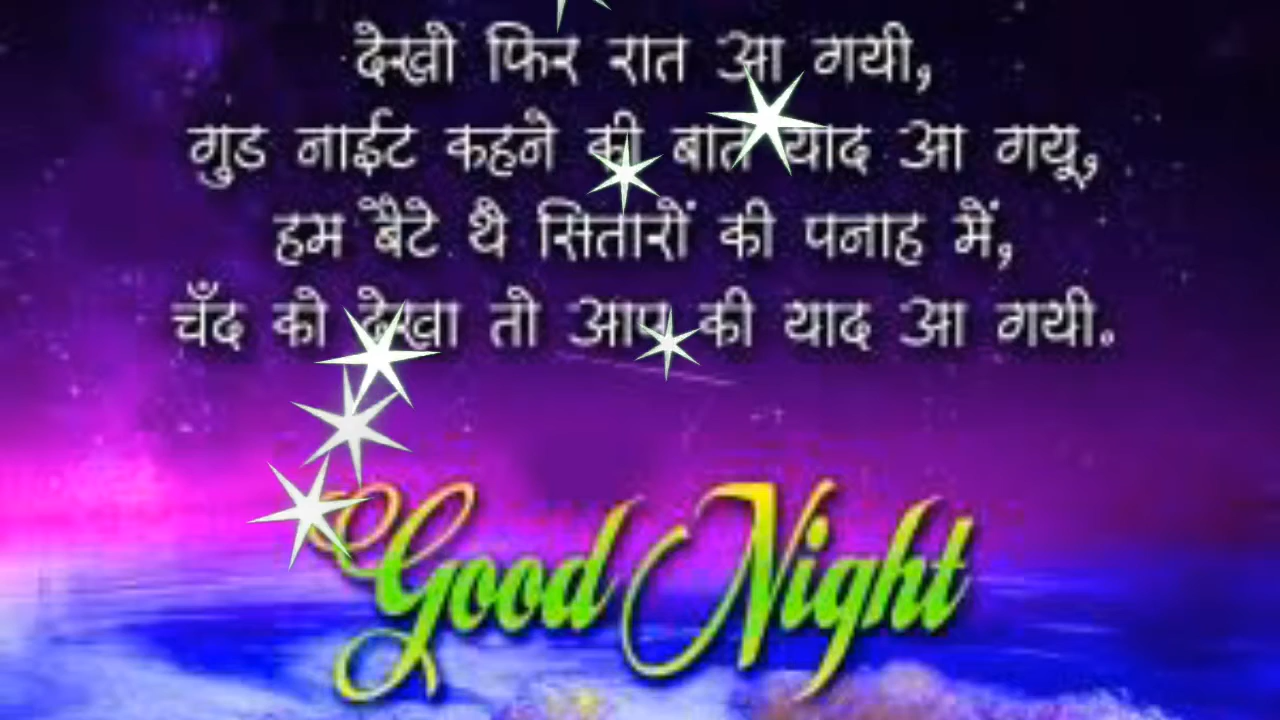 देखो फिर रात आ गयी,
गुड नाईट कहने की बात याद आ गयू,
हम बैटे थै सितारों की पनाह में,
चँद को देखा तो आप की याद आ गयी.
Good Night